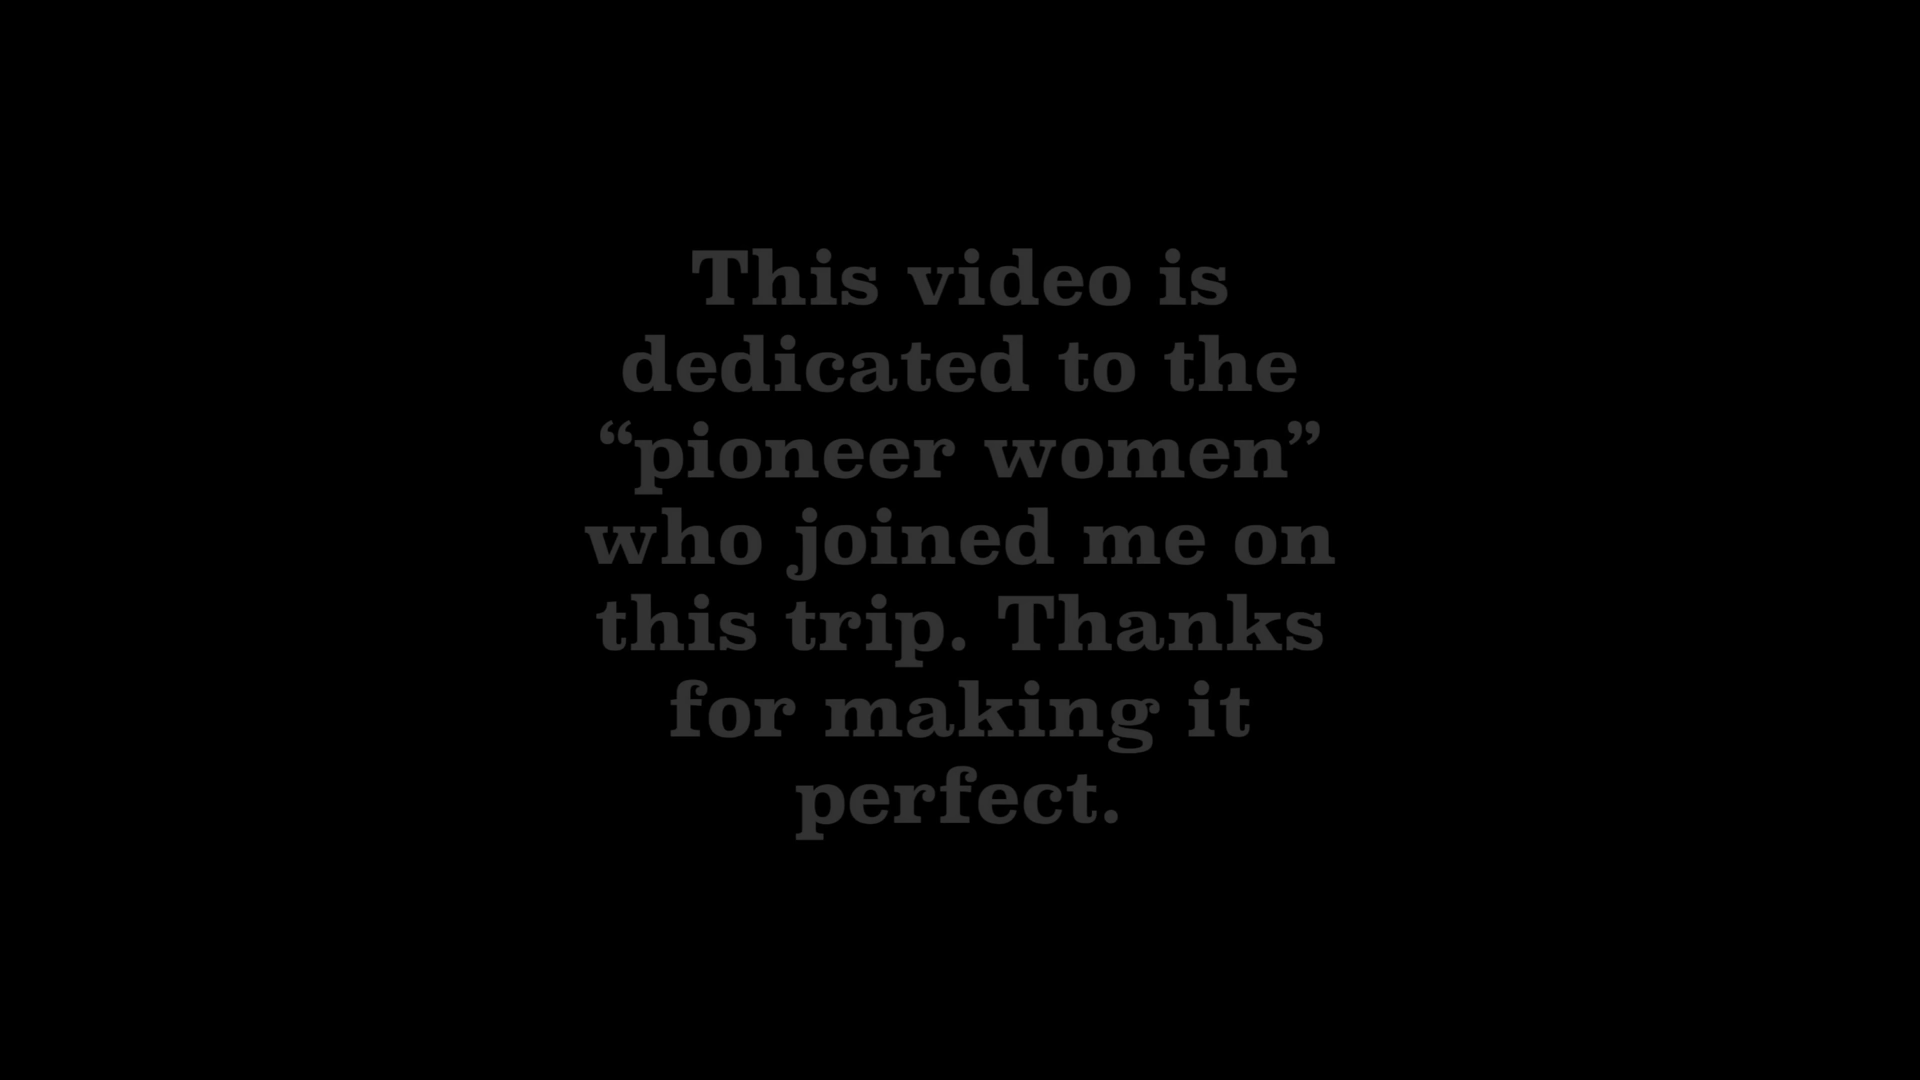 This video is
dedicated to the
“pioneer women”
who joined me on
this trip. Thanks
for making it
perfect.